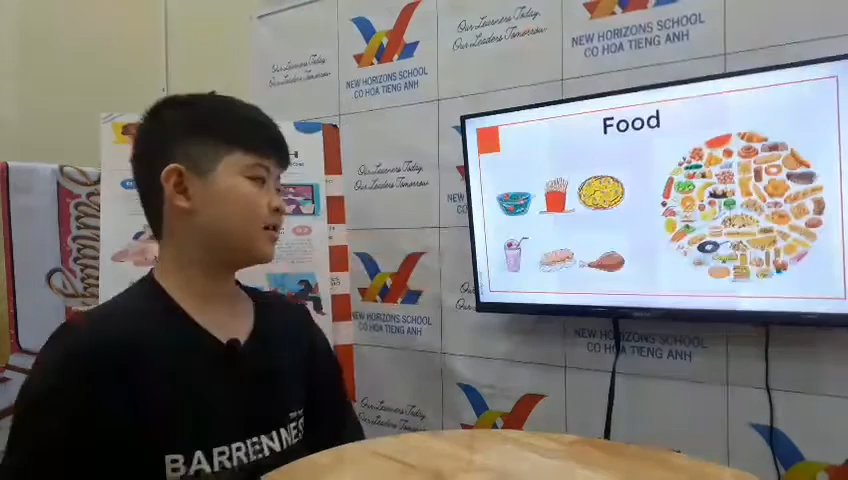 Our Learners Today,
Our Leaders Tomorrow.
NEW HORIZONS SCHOOL
CO HOA TIENG ANH
Our Learners Today,
Our Leaders Tomorrow.
NEW HORIZONS SCHOOL
CO HOA TIENG ANH
Food
Our Learners Today,
Our Leaders Tomorrow.
NEW HORIZONS SCHOOL
CO HOA TIENG ANH
NEW HORIZONS SCHOOL
CO HOA TIENG ANH
Our Learners Today,
Our Leaders Tomorrow.
BARRENNES